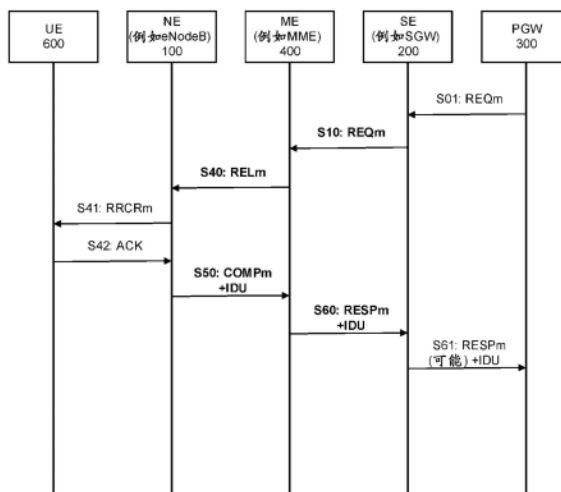 UE
600
NE
(例如eNodeB)
100
ME
(例如MME)
400
SE
(例如SGW)
200
PGW
300
S01: REQm
S10: REQm
S40: RELm
S41: RRCRm
S42: ACK
S50: COMPm
+IDU
S60: RESPm
+IDU
S61: RESPm
(可能) +IDU